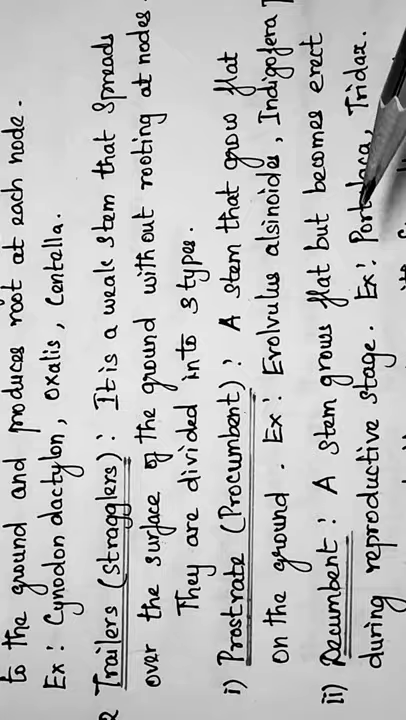 to the ground and produces root at each node.
Ex: Cynodon dactylon, oxalis, Centella.
2 Trailers (Stragglers): It is a weak stem that spreads
over the surface of the ground without rooting at nodes.
They are divided into 3 types.
i) Prostrate (Procumbent): A stem that grow flat
on the ground. Ex: Evolvulus alsinoides, Indigofera
ii) Decumbent: A stem grows flat but becomes erect
during reproductive stage. Ex: Tridax.